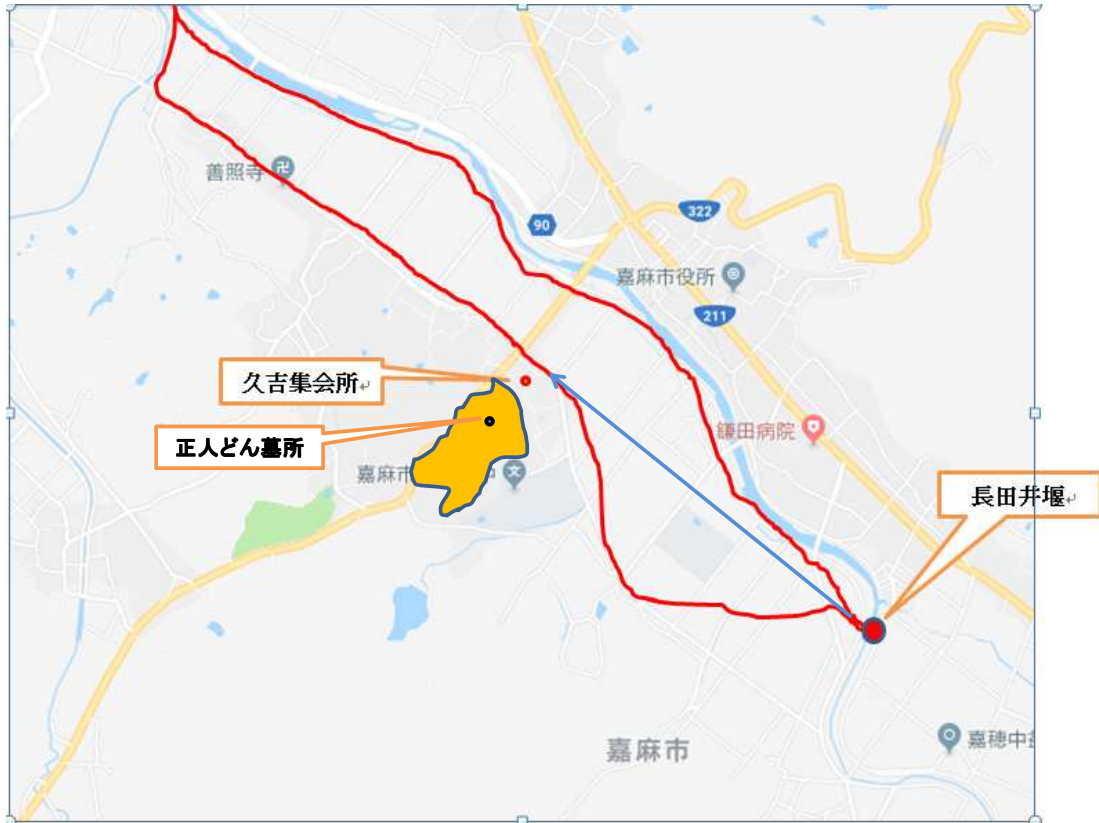 善照寺
90
322
嘉麻市役所
211
久吉集会所
正人どん墓所
嘉麻市
中
鎌田病院
長田井堰
嘉麻市
嘉穂中